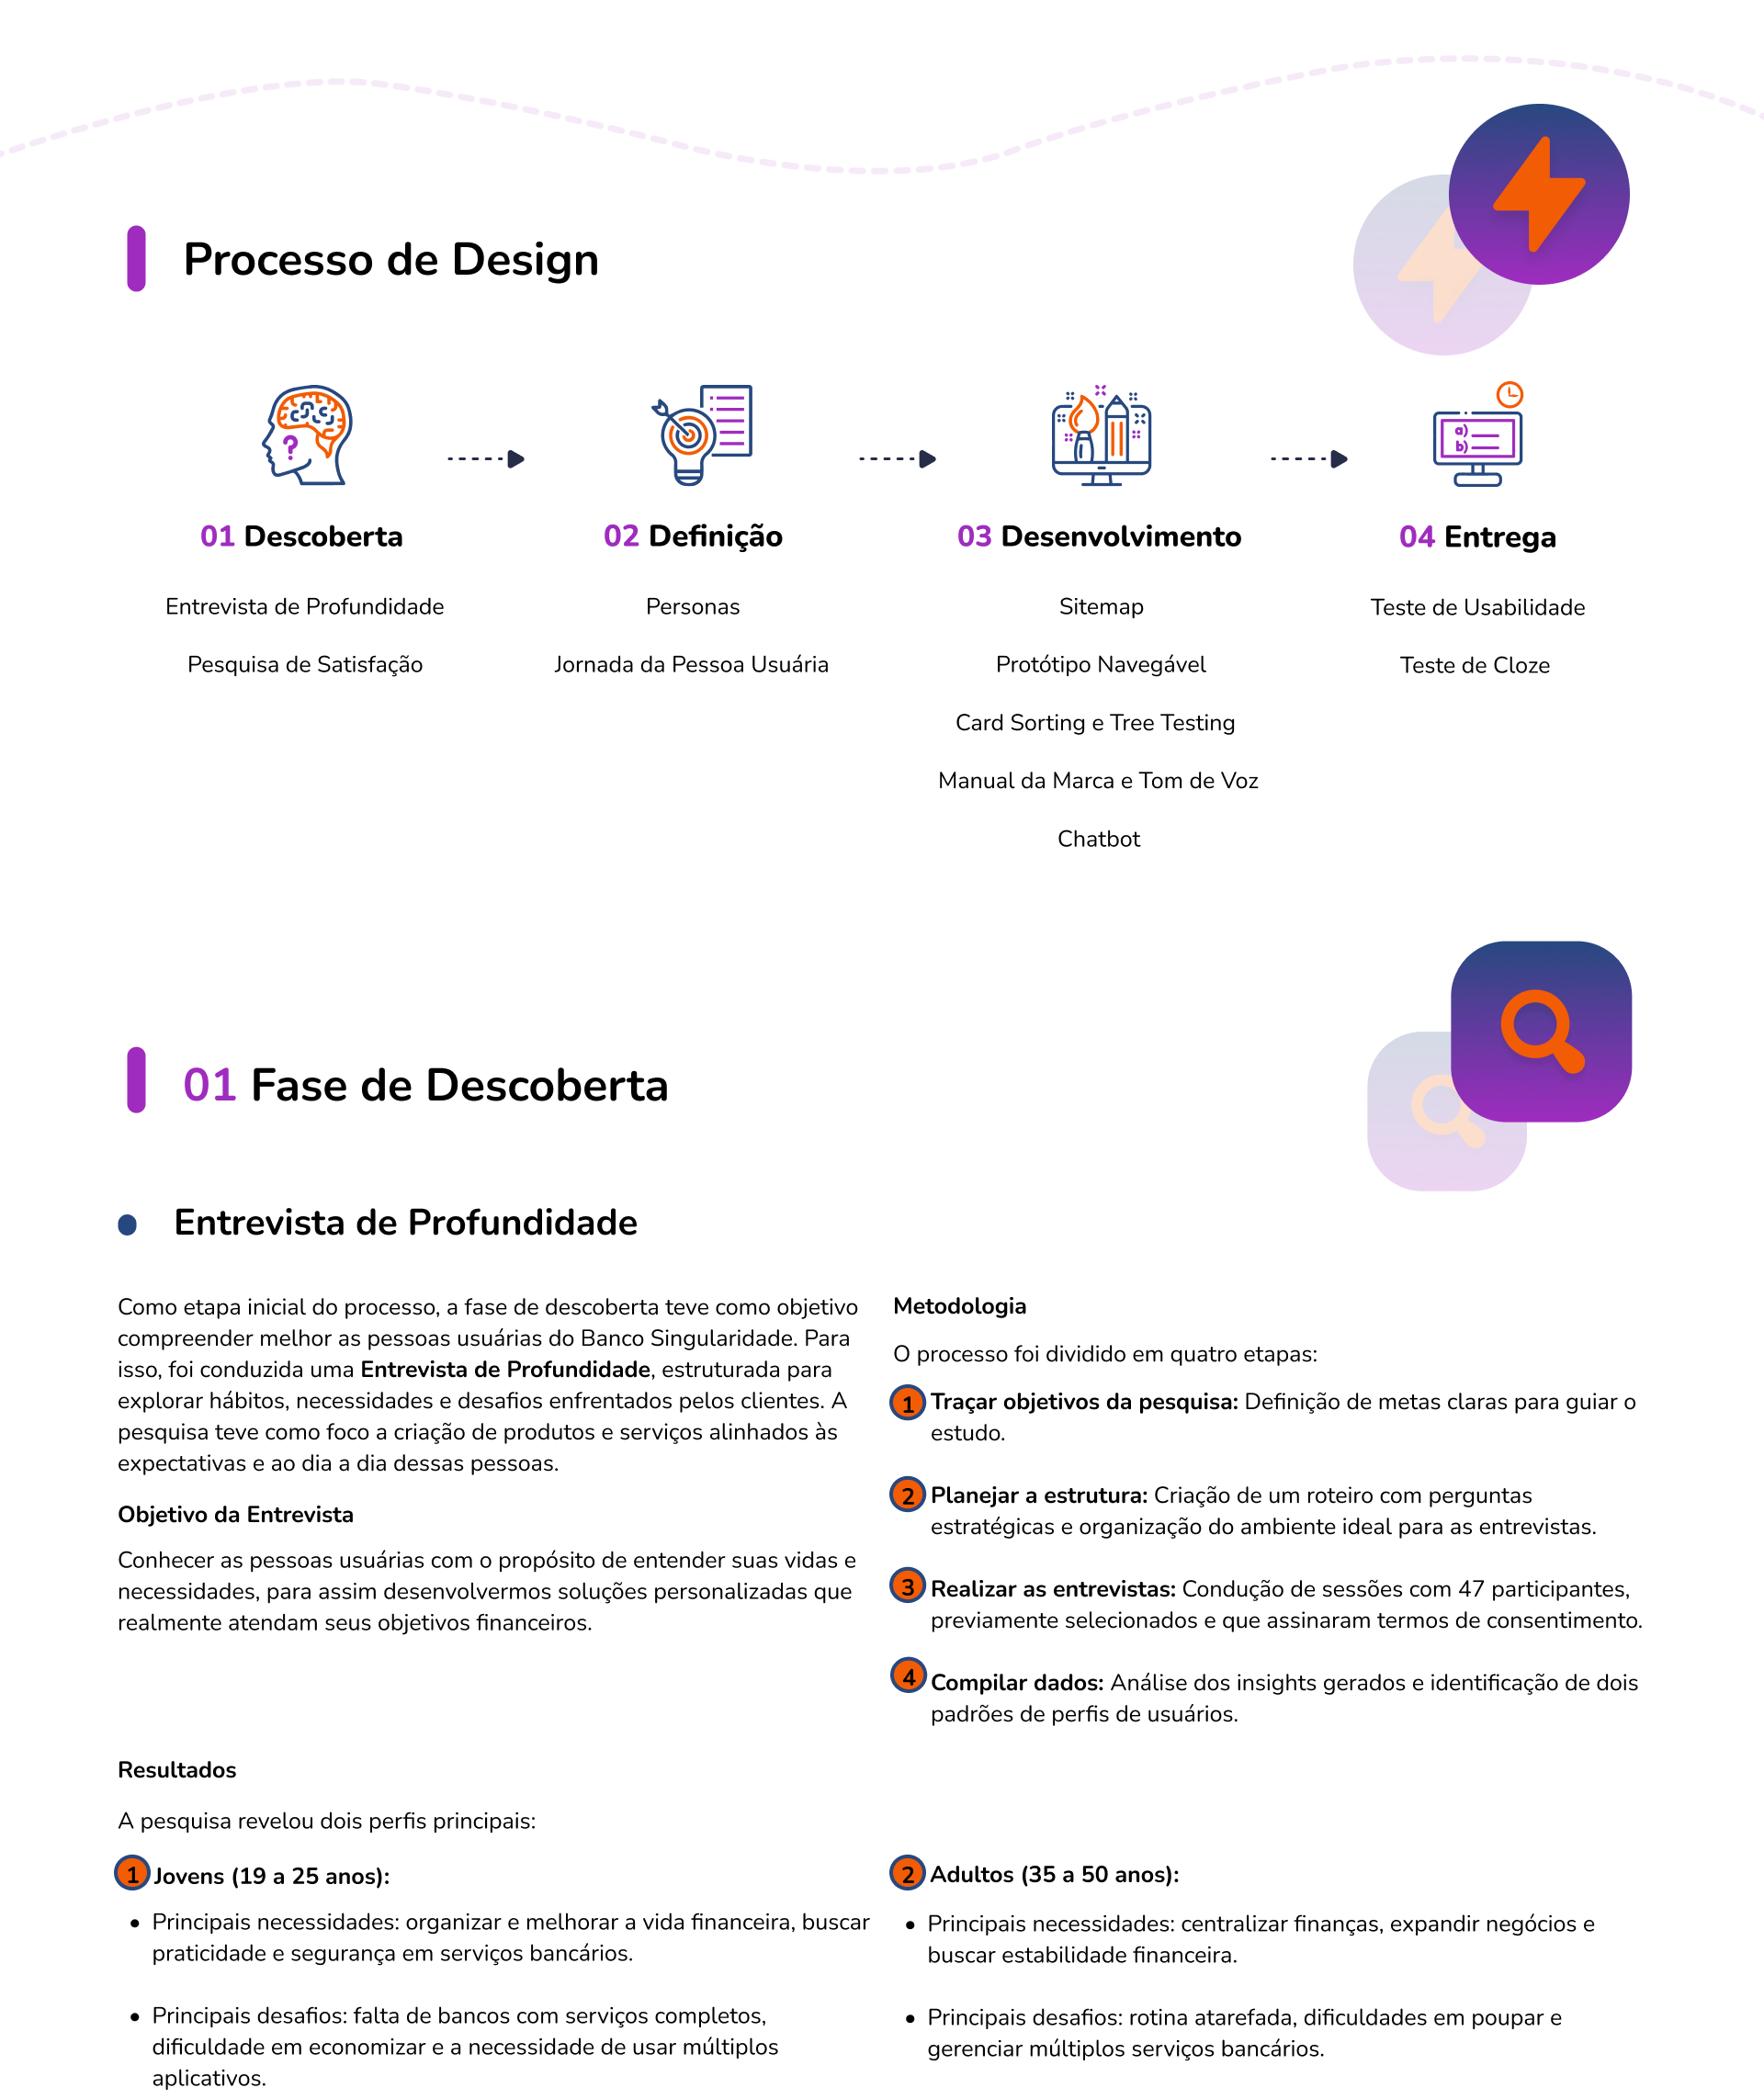 Processo de Design
?
a)
b)
01 Descoberta
Entrevista de Profundidade
Pesquisa de Satisfação
02 Definição
Personas
Jornada da Pessoa Usuária
03 Desenvolvimento
Sitemap
Protótipo Navegável
Card Sorting e Tree Testing
Manual da Marca e Tom de Voz
Chatbot
04 Entrega
Teste de Usabilidade
Teste de Cloze
01 Fase de Descoberta
Entrevista de Profundidade
Como etapa inicial do processo, a fase de descoberta teve como objetivo
compreender melhor as pessoas usuárias do Banco Singularidade. Para
isso, foi conduzida uma Entrevista de Profundidade, estruturada para
explorar hábitos, necessidades e desafios enfrentados pelos clientes. A
pesquisa teve como foco a criação de produtos e serviços alinhados às
expectativas e ao dia a dia dessas pessoas.
Objetivo da Entrevista
Conhecer as pessoas usuárias com o propósito de entender suas vidas e
necessidades, para assim desenvolvermos soluções personalizadas que
realmente atendam seus objetivos financeiros.
Metodologia
O processo foi dividido em quatro etapas:
1 Traçar objetivos da pesquisa: Definição de metas claras para guiar o
estudo.
2 Planejar a estrutura: Criação de um roteiro com perguntas
estratégicas e organização do ambiente ideal para as entrevistas.
3 Realizar as entrevistas: Condução de sessões com 47 participantes,
previamente selecionados e que assinaram termos de consentimento.
4 Compilar dados: Análise dos insights gerados e identificação de dois
padrões de perfis de usuários.
Resultados
A pesquisa revelou dois perfis principais:
1 Jovens (19 a 25 anos):
• Principais necessidades: organizar e melhorar a vida financeira, buscar
praticidade e segurança em serviços bancários.
• Principais desafios: falta de bancos com serviços completos,
dificuldade em economizar e a necessidade de usar múltiplos
aplicativos.
2 Adultos (35 a 50 anos):
• Principais necessidades: centralizar finanças, expandir negócios e
buscar estabilidade financeira.
• Principais desafios: rotina atarefada, dificuldades em poupar e
gerenciar múltiplos serviços bancários.